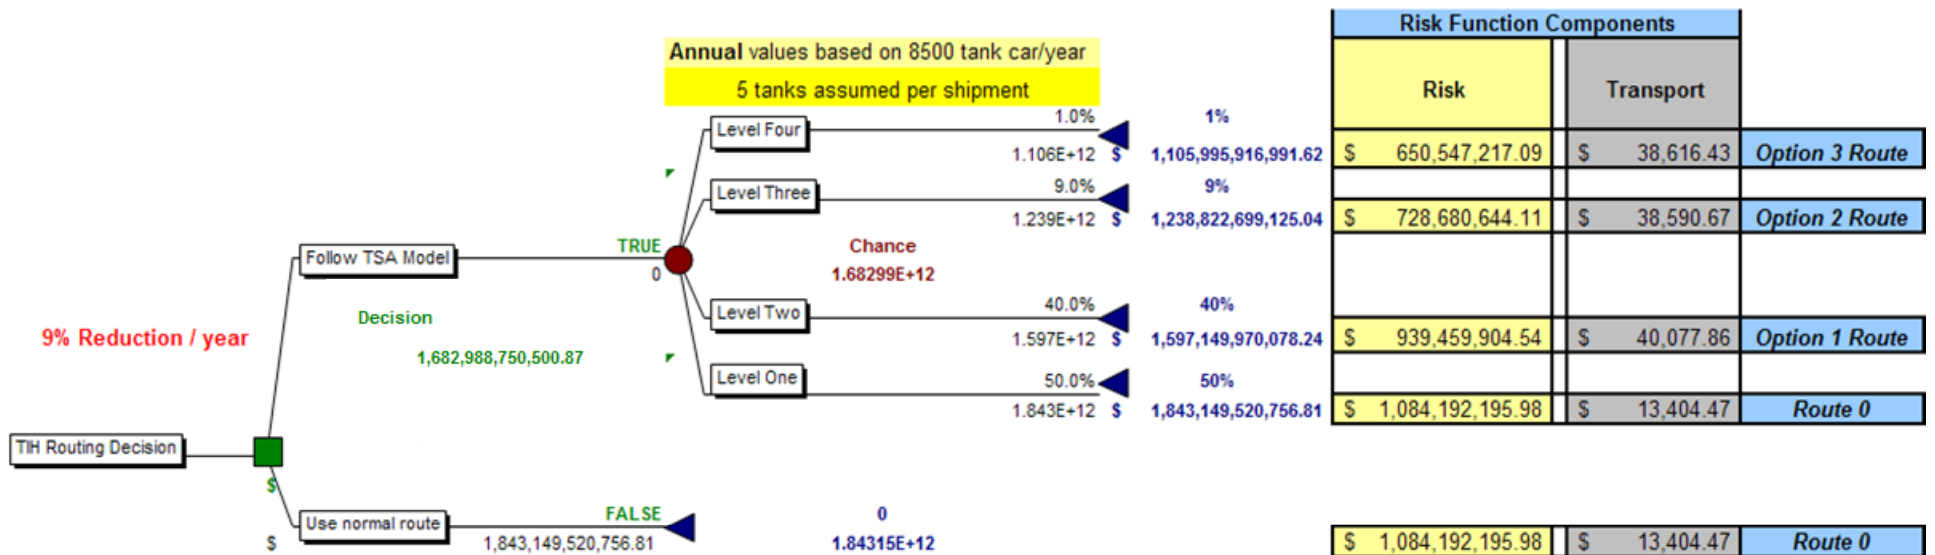 Risk Function Components
Annual values based on 8500 tank car/year
5 tanks assumed per shipment
Risk
Transport
Level Four
1.0%
1%
1.106E+12 $ 1,105,995,916,991.62
$ 650,547,217.09
$ 38,616.43
Option 3 Route
Level Three
9.0%
9%
1.239E+12 $ 1,238,822,699,125.04
$ 728,680,644.11
$ 38,590.67
Option 2 Route
Follow TSA Model
TRUE
0
Chance
1.68299E+12
Level Two
40.0%
40%
1.597E+12 $ 1,597,149,970,078.24
$ 939,459,904.54
$ 40,077.86
Option 1 Route
9% Reduction / year
Decision
1,682,988,750,500.87
Level One
50.0%
50%
1.843E+12 $ 1,843,149,520,756.81
$ 1,084,192,195.98
$ 13,404.47
Route 0
TIH Routing Decision
$
Use normal route
FALSE
0
$ 1,843,149,520,756.81
1.84315E+12
$ 1,084,192,195.98
$ 13,404.47
Route 0